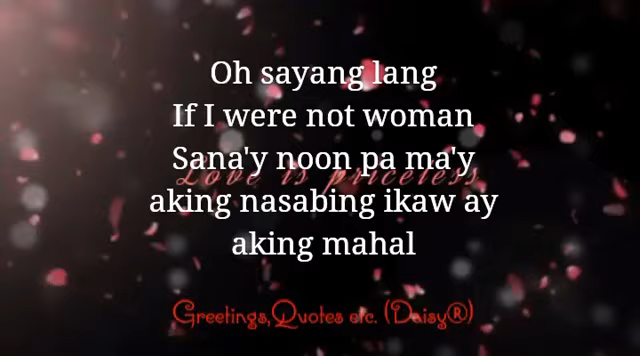 Oh sayang lang
If I were not woman
Sana'y noon pa ma'y
Love is priceless
aking nasabing ikaw ay
aking mahal
Greetings,Quotes etc. (Daisy®)